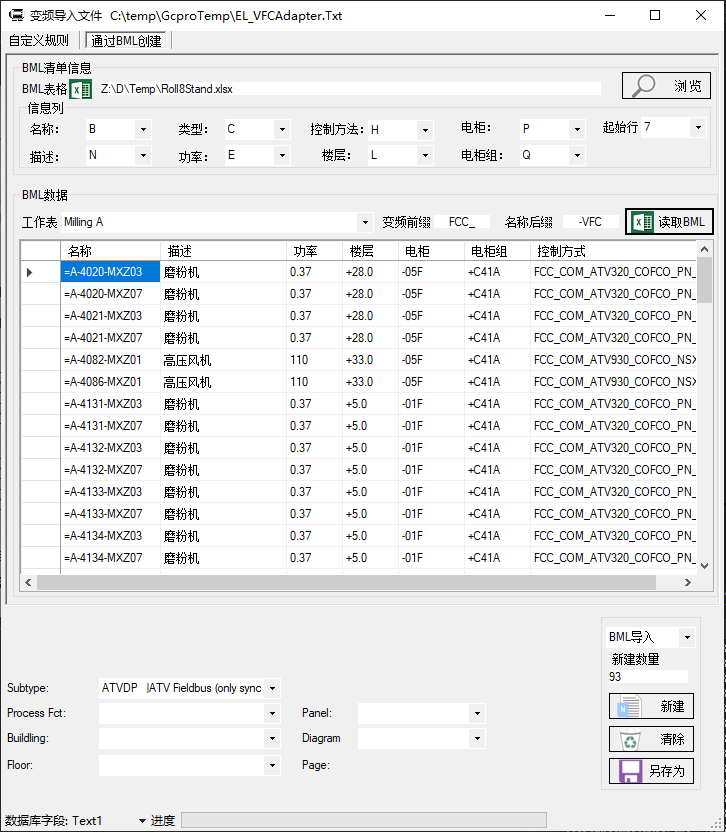 变频导入文件 C:\temp\GcproTemp\EL_VFCAdapter.Txt
自定义规则 通过BML创建
BML清单信息
BML表格 Z:\D\Temp\Roll8Stand.xlsx 浏览
信息列
名称: B 类型: C 控制方法: H 电柜: P 起始行 7
描述: N 功率: E 楼层: L 电柜组: Q
BML数据
工作表 Milling A 变频前缀 FCC_ 名称后缀 -VFC 读取BML
名称 描述 功率 楼层 电柜 电柜组 控制方式
=A-4020-MXZ03 磨粉机 0.37 +28.0 -05F +C41A FCC_COM_ATV320_COFCO_PN_
=A-4020-MXZ07 磨粉机 0.37 +28.0 -05F +C41A FCC_COM_ATV320_COFCO_PN_
=A-4021-MXZ03 磨粉机 0.37 +28.0 -05F +C41A FCC_COM_ATV320_COFCO_PN_
=A-4021-MXZ07 磨粉机 0.37 +28.0 -05F +C41A FCC_COM_ATV320_COFCO_PN_
=A-4082-MXZ01 高压风机 110 +33.0 -05F +C41A FCC_COM_ATV930_COFCO_NSX
=A-4086-MXZ01 高压风机 110 +33.0 -05F +C41A FCC_COM_ATV930_COFCO_NSX
=A-4131-MXZ03 磨粉机 0.37 +5.0 -01F +C41A FCC_COM_ATV320_COFCO_PN_
=A-4131-MXZ07 磨粉机 0.37 +5.0 -01F +C41A FCC_COM_ATV320_COFCO_PN_
=A-4132-MXZ03 磨粉机 0.37 +5.0 -01F +C41A FCC_COM_ATV320_COFCO_PN_
=A-4132-MXZ07 磨粉机 0.37 +5.0 -01F +C41A FCC_COM_ATV320_COFCO_PN_
=A-4133-MXZ03 磨粉机 0.37 +5.0 -01F +C41A FCC_COM_ATV320_COFCO_PN_
=A-4133-MXZ07 磨粉机 0.37 +5.0 -01F +C41A FCC_COM_ATV320_COFCO_PN_
=A-4134-MXZ03 磨粉机 0.37 +5.0 -01F +C41A FCC_COM_ATV320_COFCO_PN_
=A-4134-MXZ07 磨粉机 0.37 +5.0 -01F +C41A FCC_COM_ATV320_COFCO_PN_
BML导入
新建数量
93
Subtype: ATVDP |ATV Fieldbus (only sync
新建
Process Fct: Panel:
Buildling: Diagram
清除
Floor: Page:
另存为
数据库字段: Text1 进度